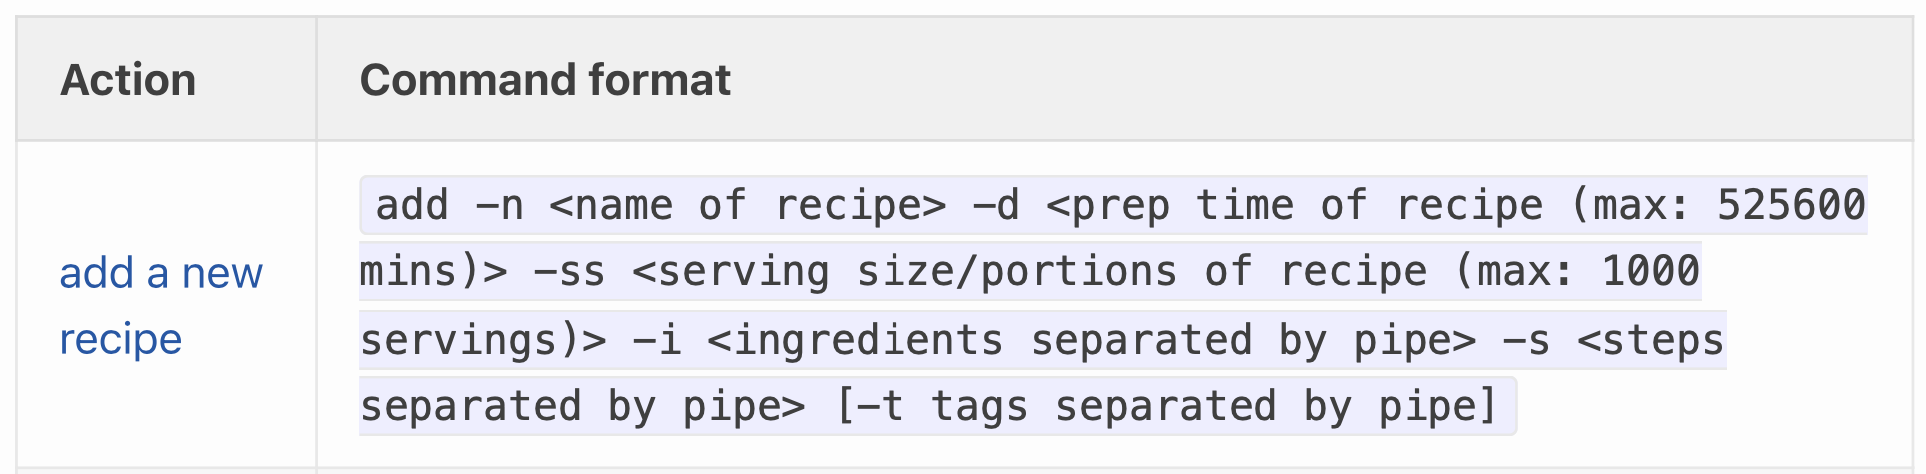 Action
Command format
add a new
recipe
add -n <name of recipe> -d <prep time of recipe (max: 525600
mins)> -ss <serving size/portions of recipe (max: 1000
servings)> -i <ingredients separated by pipe> -s <steps
separated by pipe> [-t tags separated by pipe]